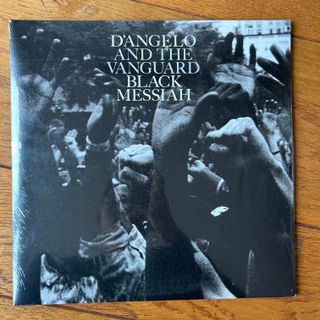 D'ANGELO
AND THE
VANGUARD
BLACK
MESSIAH